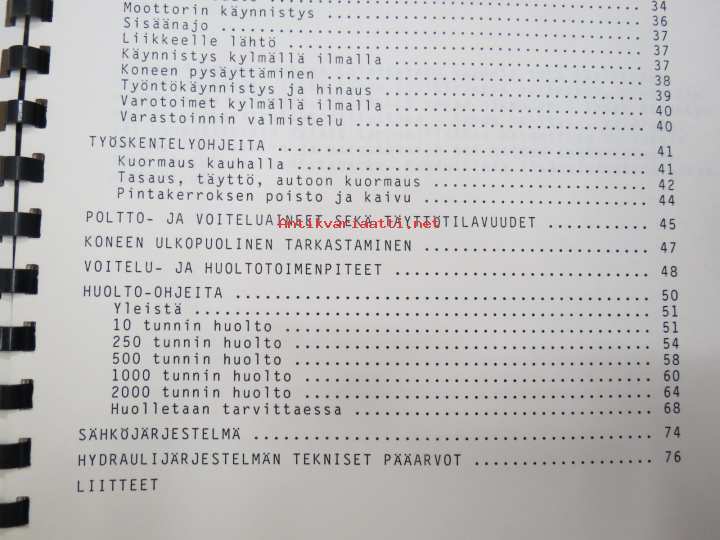 34
Moottorin käynnistys .................................. 36
Sisäänajo ............................................. 37
Liikkeelle lähtö ...................................... 37
Käynnistys kylmällä ilmalla ........................... 37
Koneen pysäyttäminen .................................. 38
Työntökäynnistys ja hinaus ............................ 39
Varotoimet kylmällä ilmalla ........................... 40
Varastoinnin valmistelu ............................... 40
TYÖSKENTELYOHJEITA ....................................... 41
Kuormaus kauhalla ..................................... 41
Tasaus, täyttö, autoon kuormaus ....................... 42
Pintakerroksen poisto ja kaivu ........................ 44
POLTTO- JA VOITELUAINEET SEKÄ TÄYTTÖTILAVUUDET ........... 45
Antikvariaatti.net
KONEEN ULKOPUOLINEN TARKASTAMINEN ........................ 47
VOITELU- JA HUOLTOTOIMENPITEET ........................... 48
HUOLTO-OHJEITA ........................................... 50
Yleistä ............................................... 51
10 tunnin huolto ...................................... 51
250 tunnin huolto ..................................... 54
500 tunnin huolto ..................................... 58
1000 tunnin huolto .................................... 60
2000 tunnin huolto .................................... 64
Huolletaan tarvittaessa ............................... 68
SÄHKÖJÄRJESTELMÄ ......................................... 74
HYDRAULIJÄRJESTELMÄN TEKNISET PÄÄARVOT ................... 76
LIITTEET